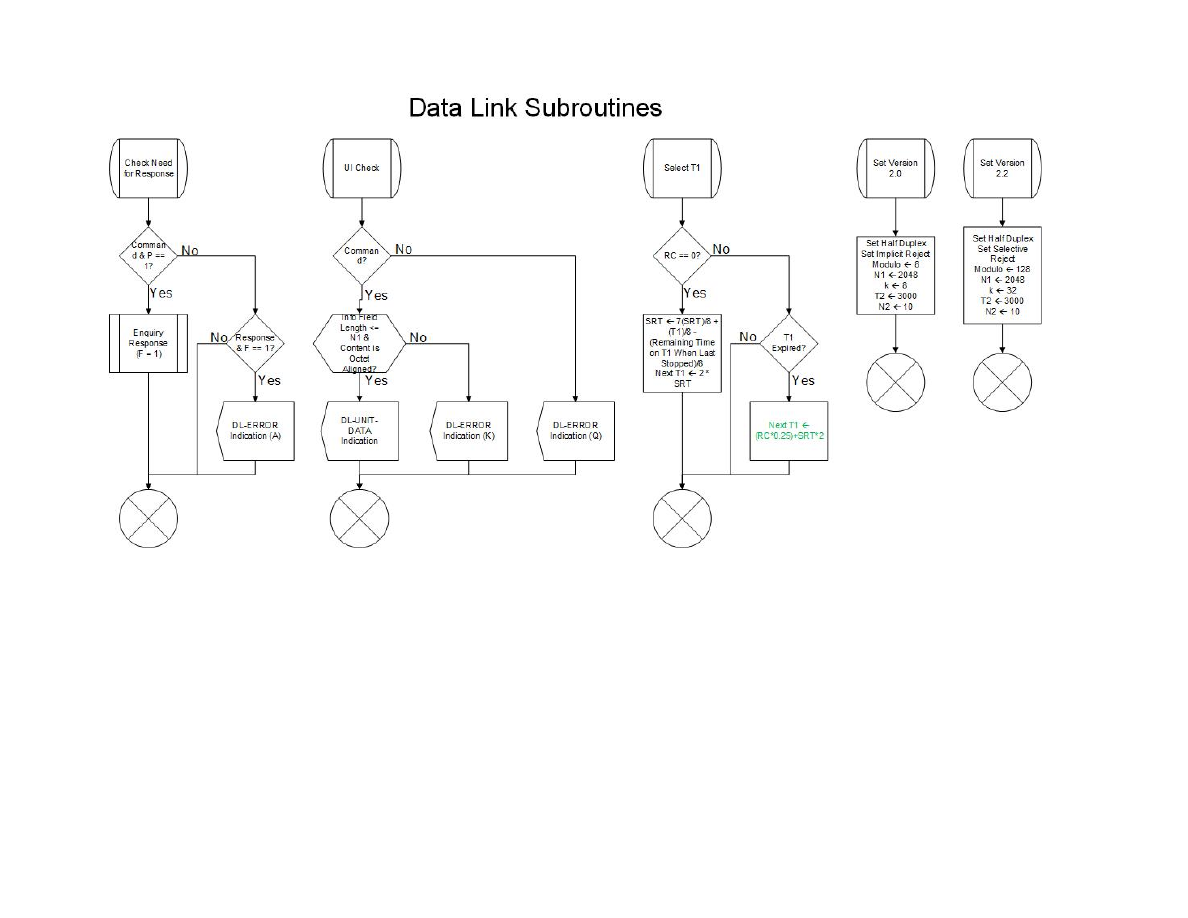 Data Link Subroutines
Check Need
for Response
Comman
d & P ==
1?
No
Yes
Enquiry
Response
(F = 1)
No
Response
& F == 1?
Yes
DL-ERROR
Indication (A)
UI Check
Comman
d?
No
Yes
Info Field
Length <=
N1 &
Content is
Octet
Aligned?
No
Yes
DL-UNIT-
DATA
Indication
DL-ERROR
Indication (K)
DL-ERROR
Indication (Q)
Select T1
RC == 0?
No
Yes
SRT ← 7(SRT)/8 +
(T1)/8 -
(Remaining Time
on T1 When Last
Stopped)/8
Next T1 ← 2 *
SRT
No
T1
Expired?
Yes
Next T1 ←
(RC*0.25)+SRT*2
Set Version
2.0
Set Half Duplex
Set Implicit Reject
Modulo ← 8
N1 ← 2048
k ← 8
T2 ← 3000
N2 ← 10
Set Version
2.2
Set Half Duplex
Set Selective
Reject
Modulo ← 128
N1 ← 2048
k ← 32
T2 ← 3000
N2 ← 10